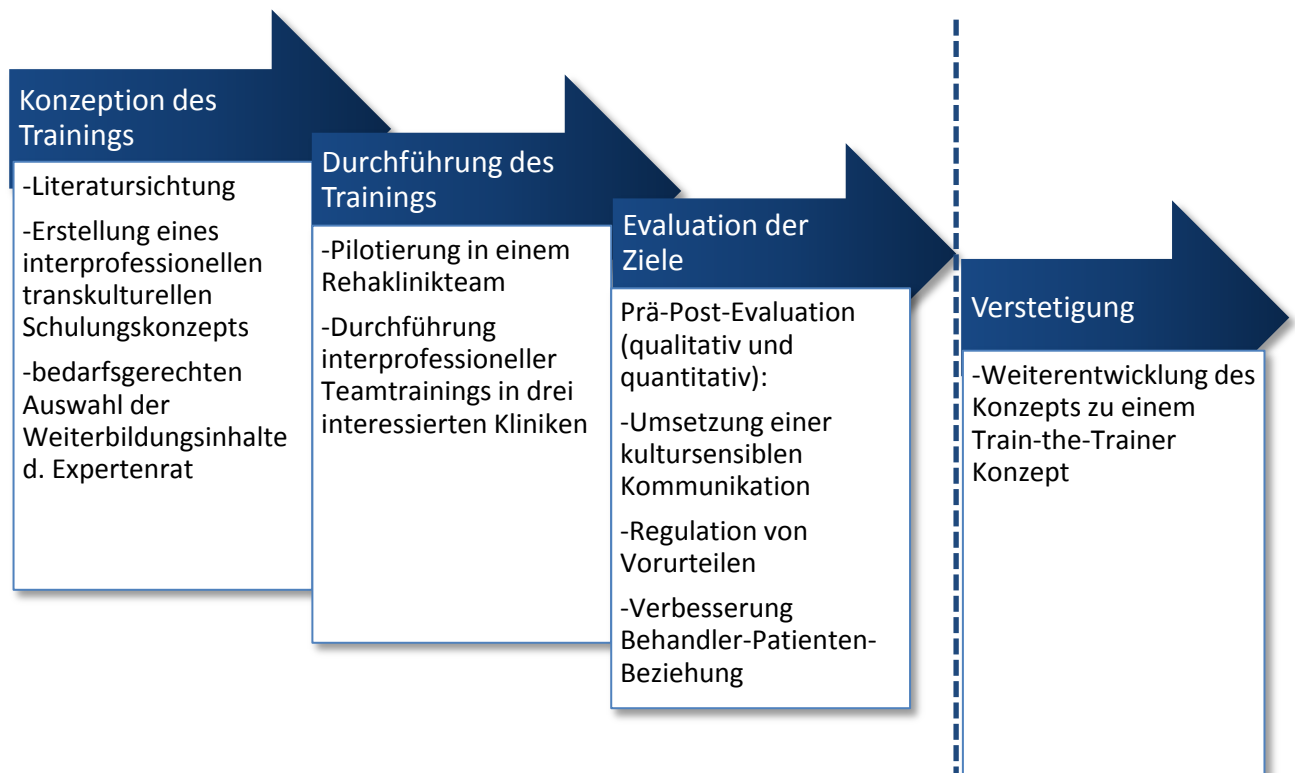 Konzeption des
Trainings
-Literatursichtung
-Erstellung eines
interprofessionellen
transkulturellen
Schulungskonzepts
-bedarfsgerechten
Auswahl der
Weiterbildungsinhalte
d. Expertenrat
Durchführung des
Trainings
-Pilotierung in einem
Rehaklinikteam
-Durchführung
interprofessioneller
Teamtrainings in drei
interessierten Kliniken
Evaluation der
Ziele
Prä-Post-Evaluation
(qualitativ und
quantitativ):
-Umsetzung einer
kultursensiblen
Kommunikation
-Regulation von
Vorurteilen
-Verbesserung
Behandler-Patienten-
Beziehung
Verstetigung
-Weiterentwicklung des
Konzepts zu einem
Train-the-Trainer
Konzept